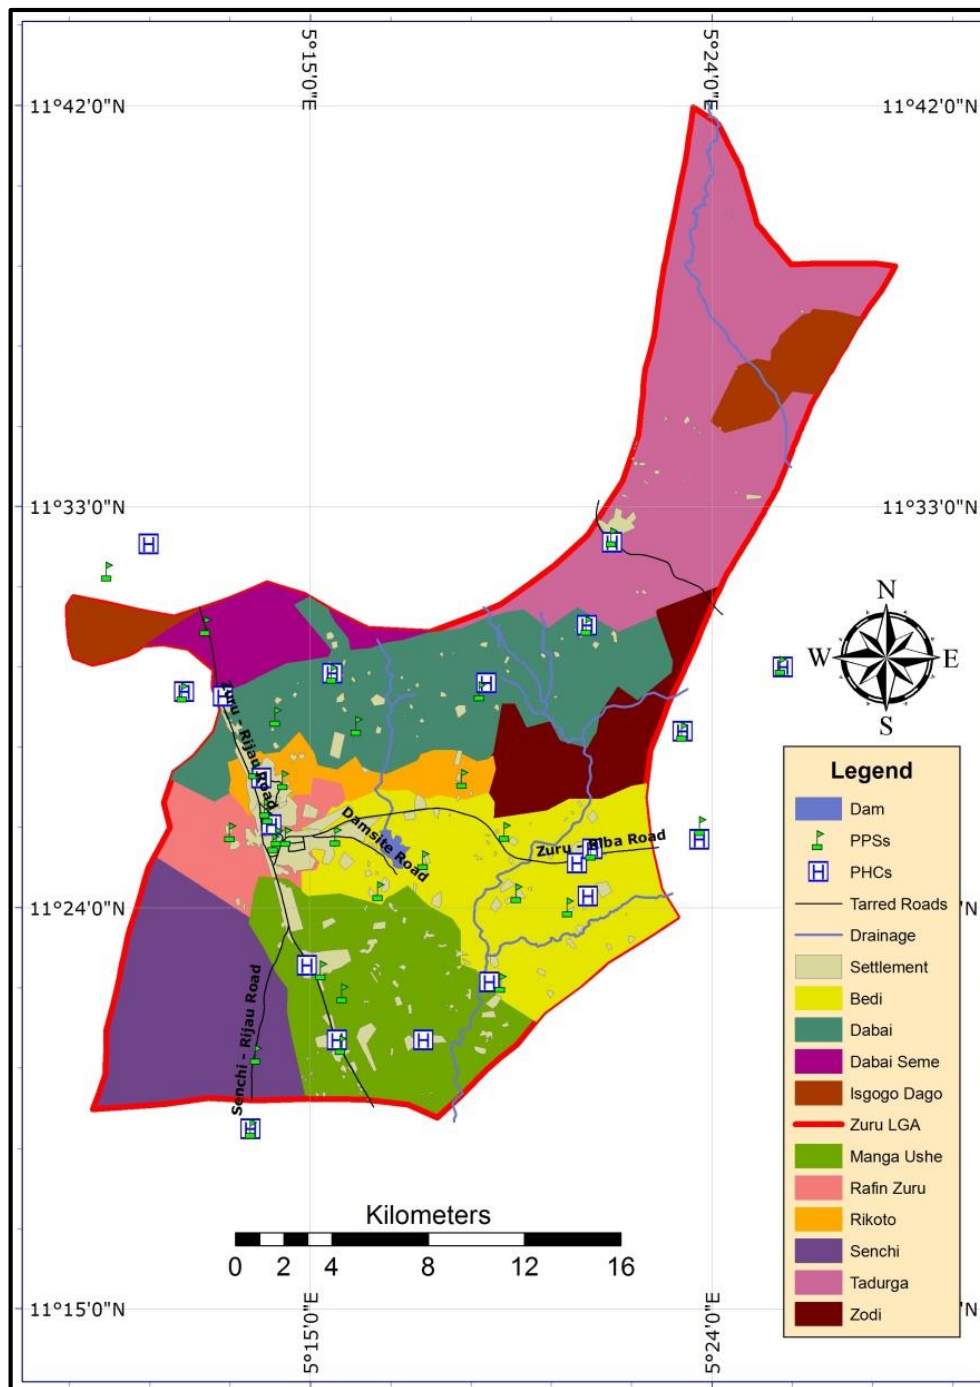 5°15'0"E
5°24'0"E
11°42'0"N
11°42'0"N
11°33'0"N
11°33'0"N
N
W
E
S
Zuru - Rijau Road
Damsite Road
Zuru - Riba Road
11°24'0"N
Senchi - Rijau Road
Kilometers
0 2 4 8 12 16
11°15'0"N
5°15'0"E
5°24'0"E
Legend
Dam
PPSs
H PHCs
Tarred Roads
Drainage
Settlement
Bedi
Dabai
Dabai Seme
Isgogo Dago
Zuru LGA
Manga Ushe
Rafin Zuru
Rikoto
Senchi
Tadurga
Zodi